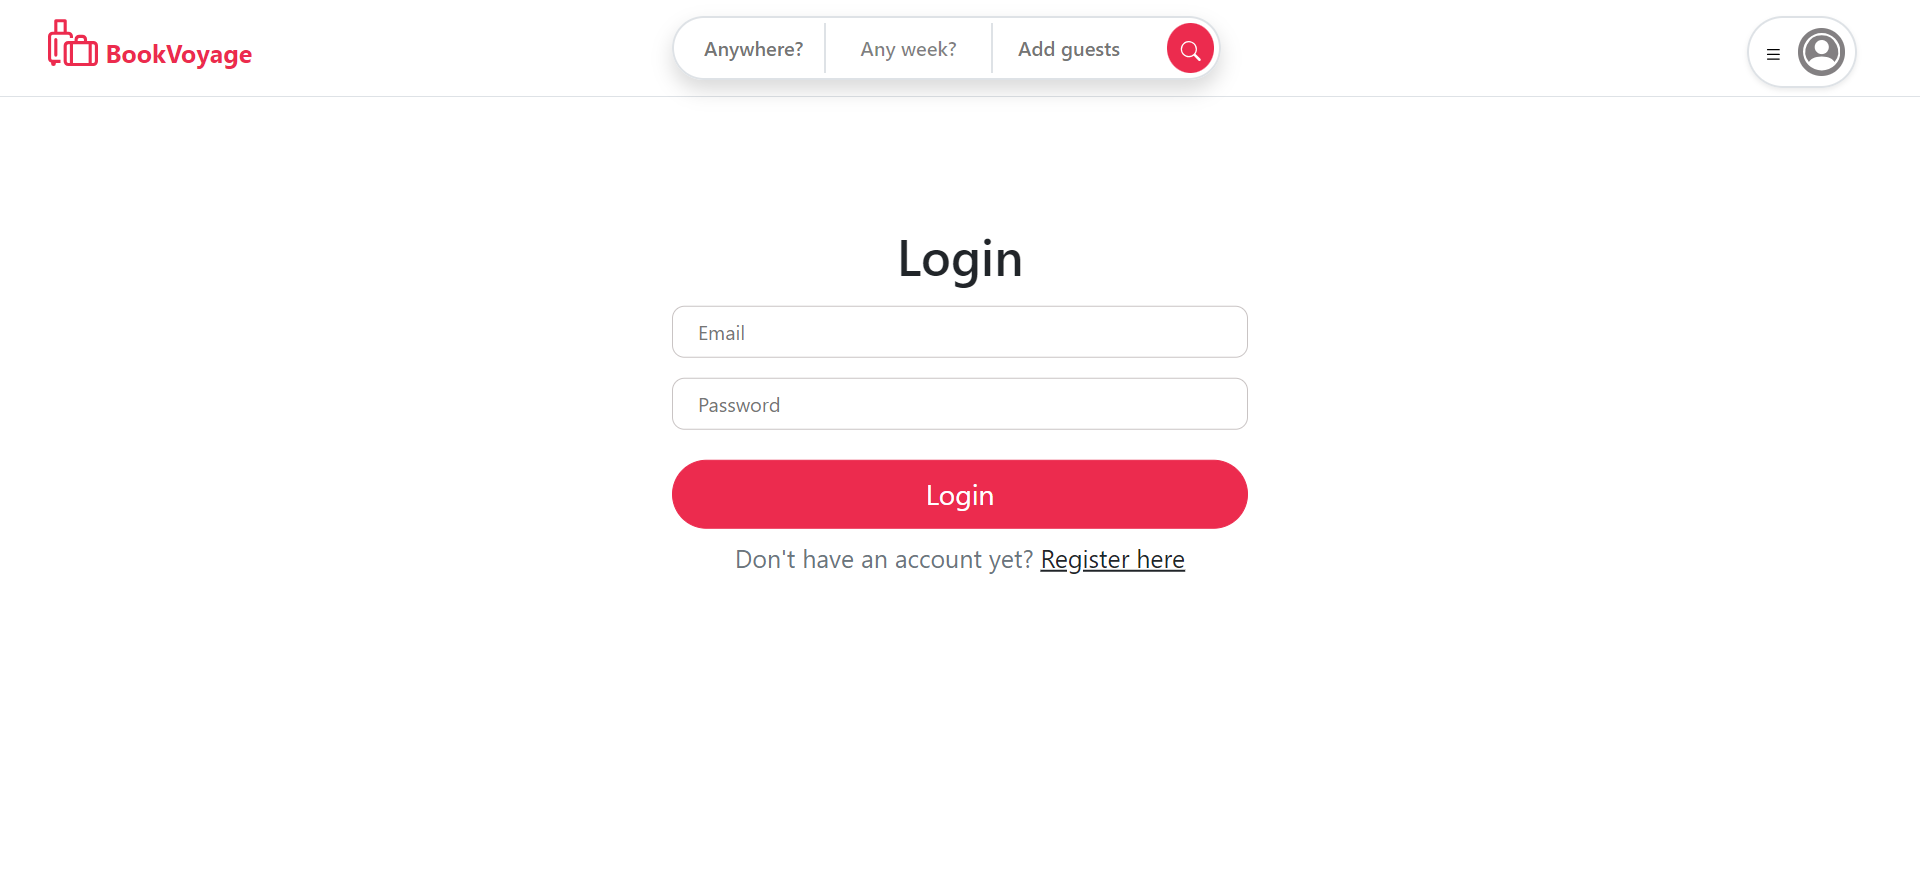 BookVoyage
Anywhere? Any week? Add guests
Login
Email
Password
Login
Don't have an account yet? Register here